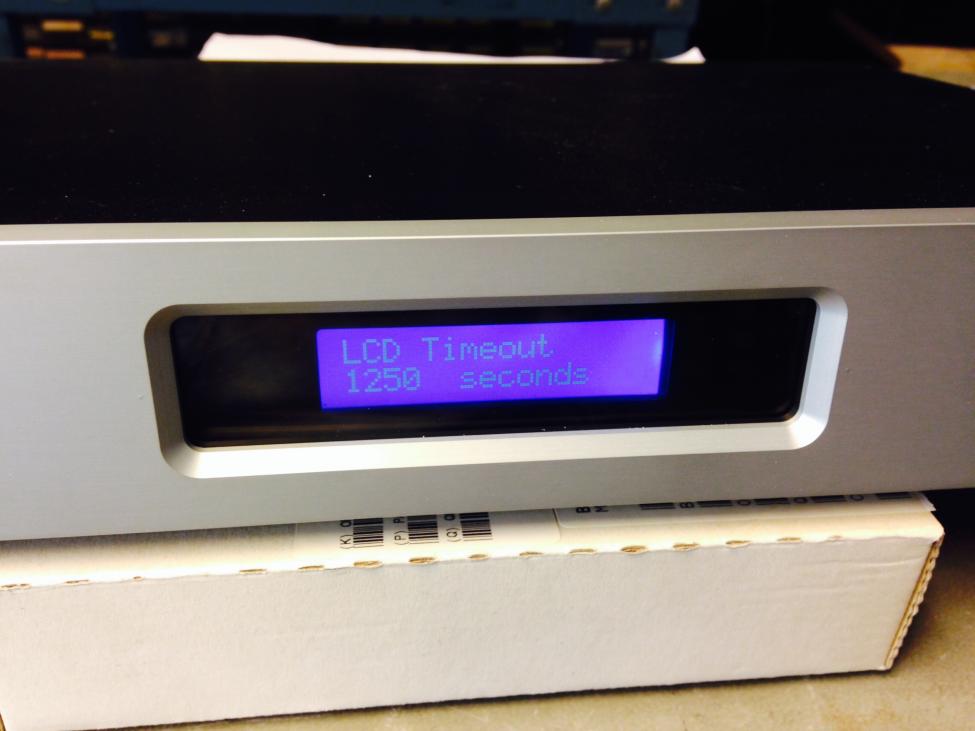 LCD Timeout
1250 seconds
(K)
(P)
(Q)